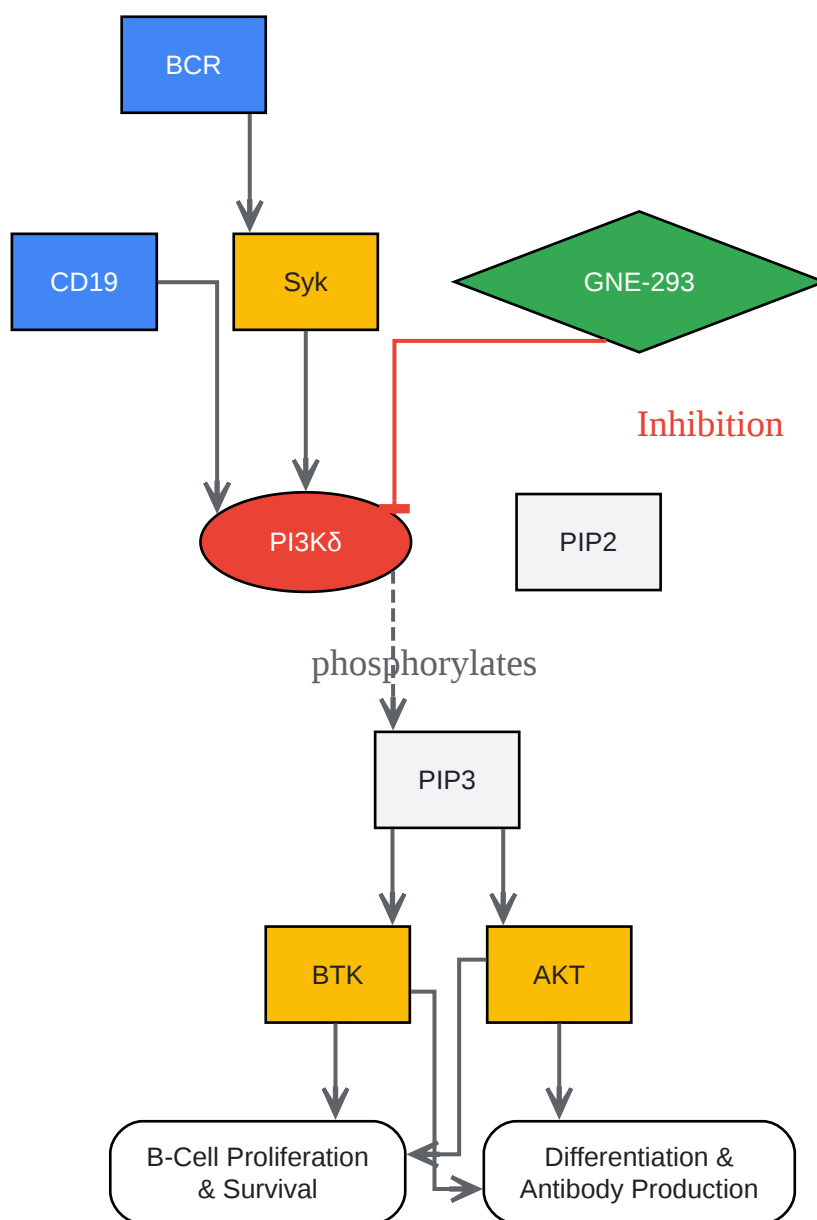 BCR
CD19
Syk
GNE-293
Inhibition
PI3Kδ
PIP2
phosphorylates
PIP3
BTK
AKT
B-Cell Proliferation
& Survival
Differentiation &
Antibody Production